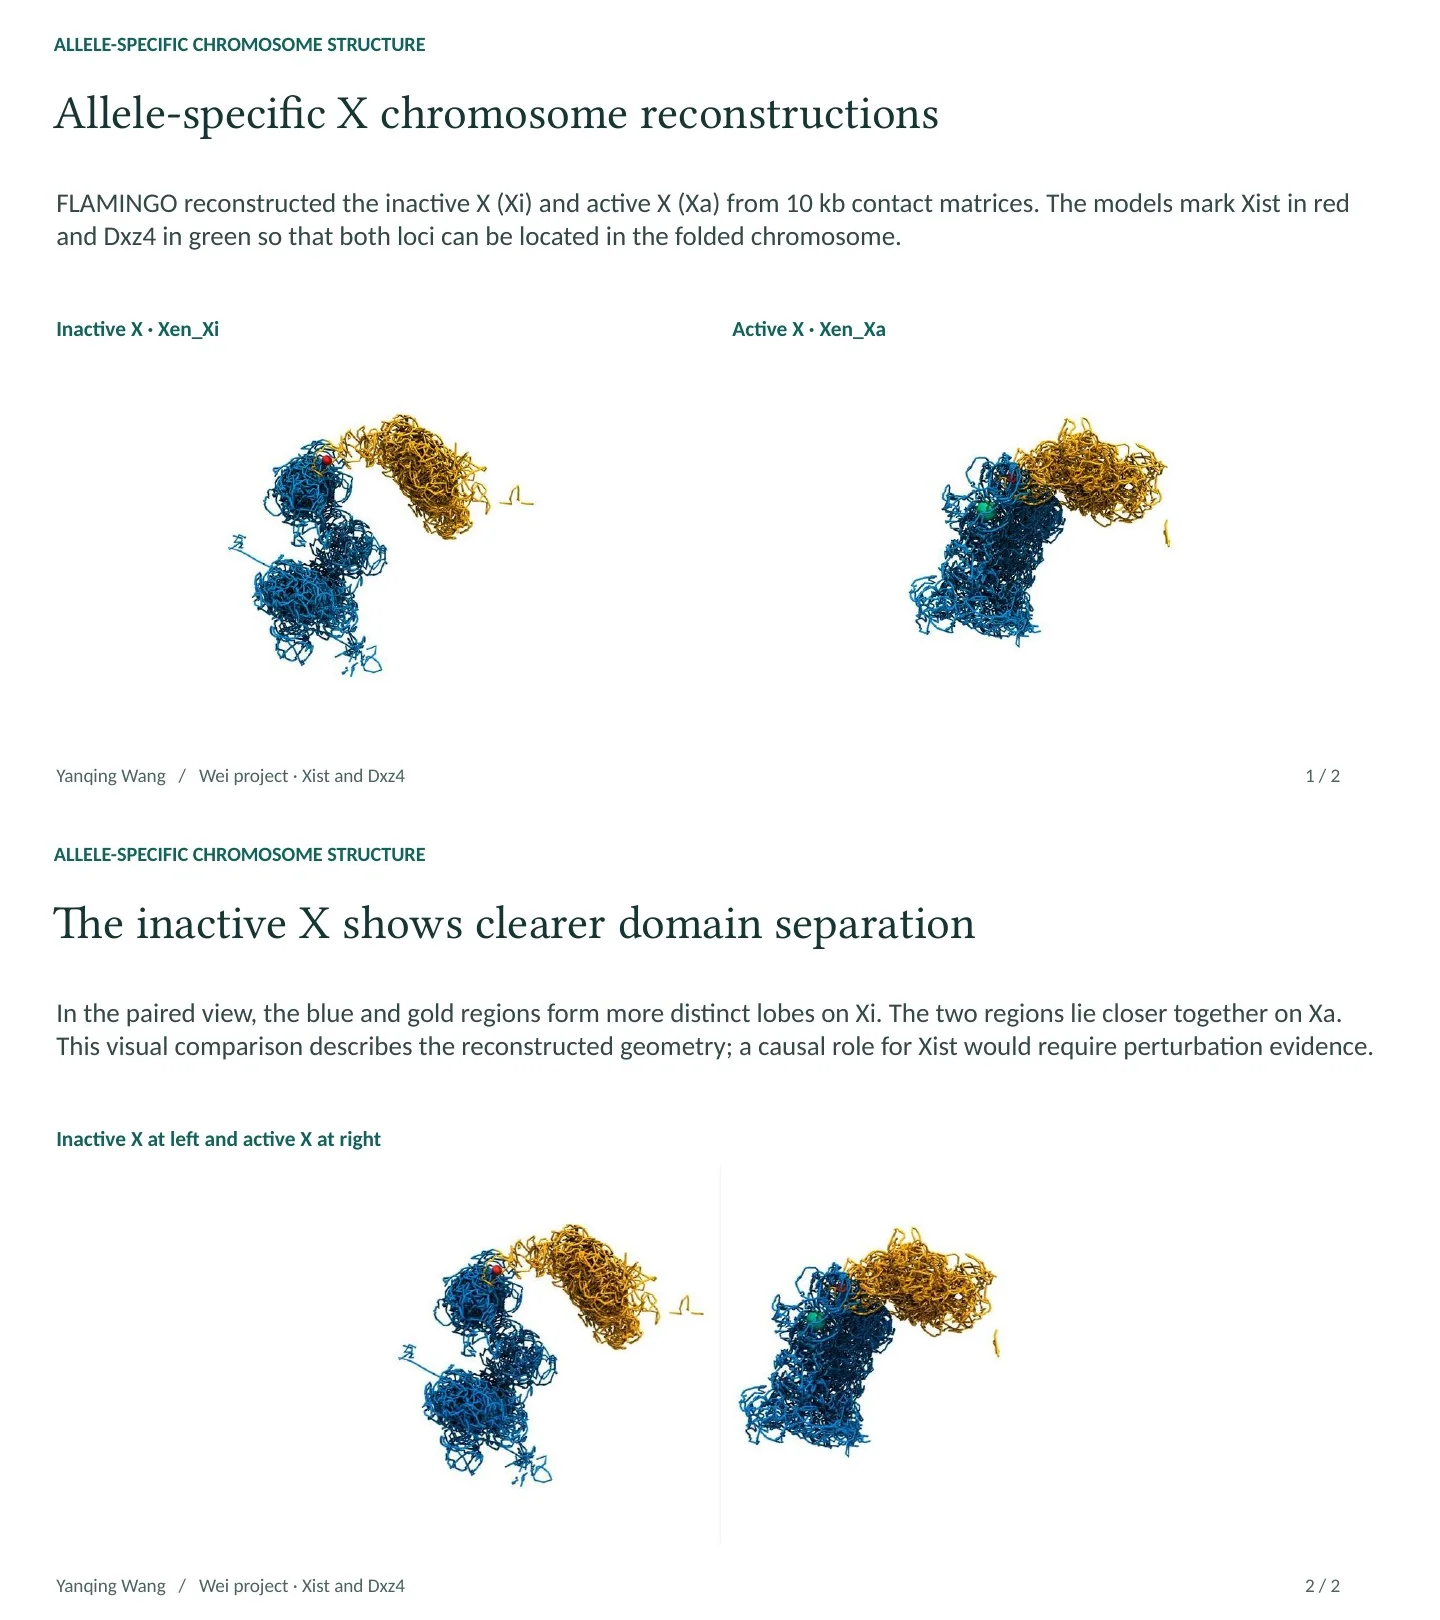 ALLELE-SPECIFIC CHROMOSOME STRUCTURE
Allele-specific X chromosome reconstructions
FLAMINGO reconstructed the inactive X (Xi) and active X (Xa) from 10 kb contact matrices. The models mark Xist in red
and Dxz4 in green so that both loci can be located in the folded chromosome.
Inactive X · Xen_Xi
Active X · Xen_Xa
Yanqing Wang / Wei project · Xist and Dxz4
1 / 2
ALLELE-SPECIFIC CHROMOSOME STRUCTURE
The inactive X shows clearer domain separation
In the paired view, the blue and gold regions form more distinct lobes on Xi. The two regions lie closer together on Xa.
This visual comparison describes the reconstructed geometry; a causal role for Xist would require perturbation evidence.
Inactive X at left and active X at right
Yanqing Wang / Wei project · Xist and Dxz4
2 / 2